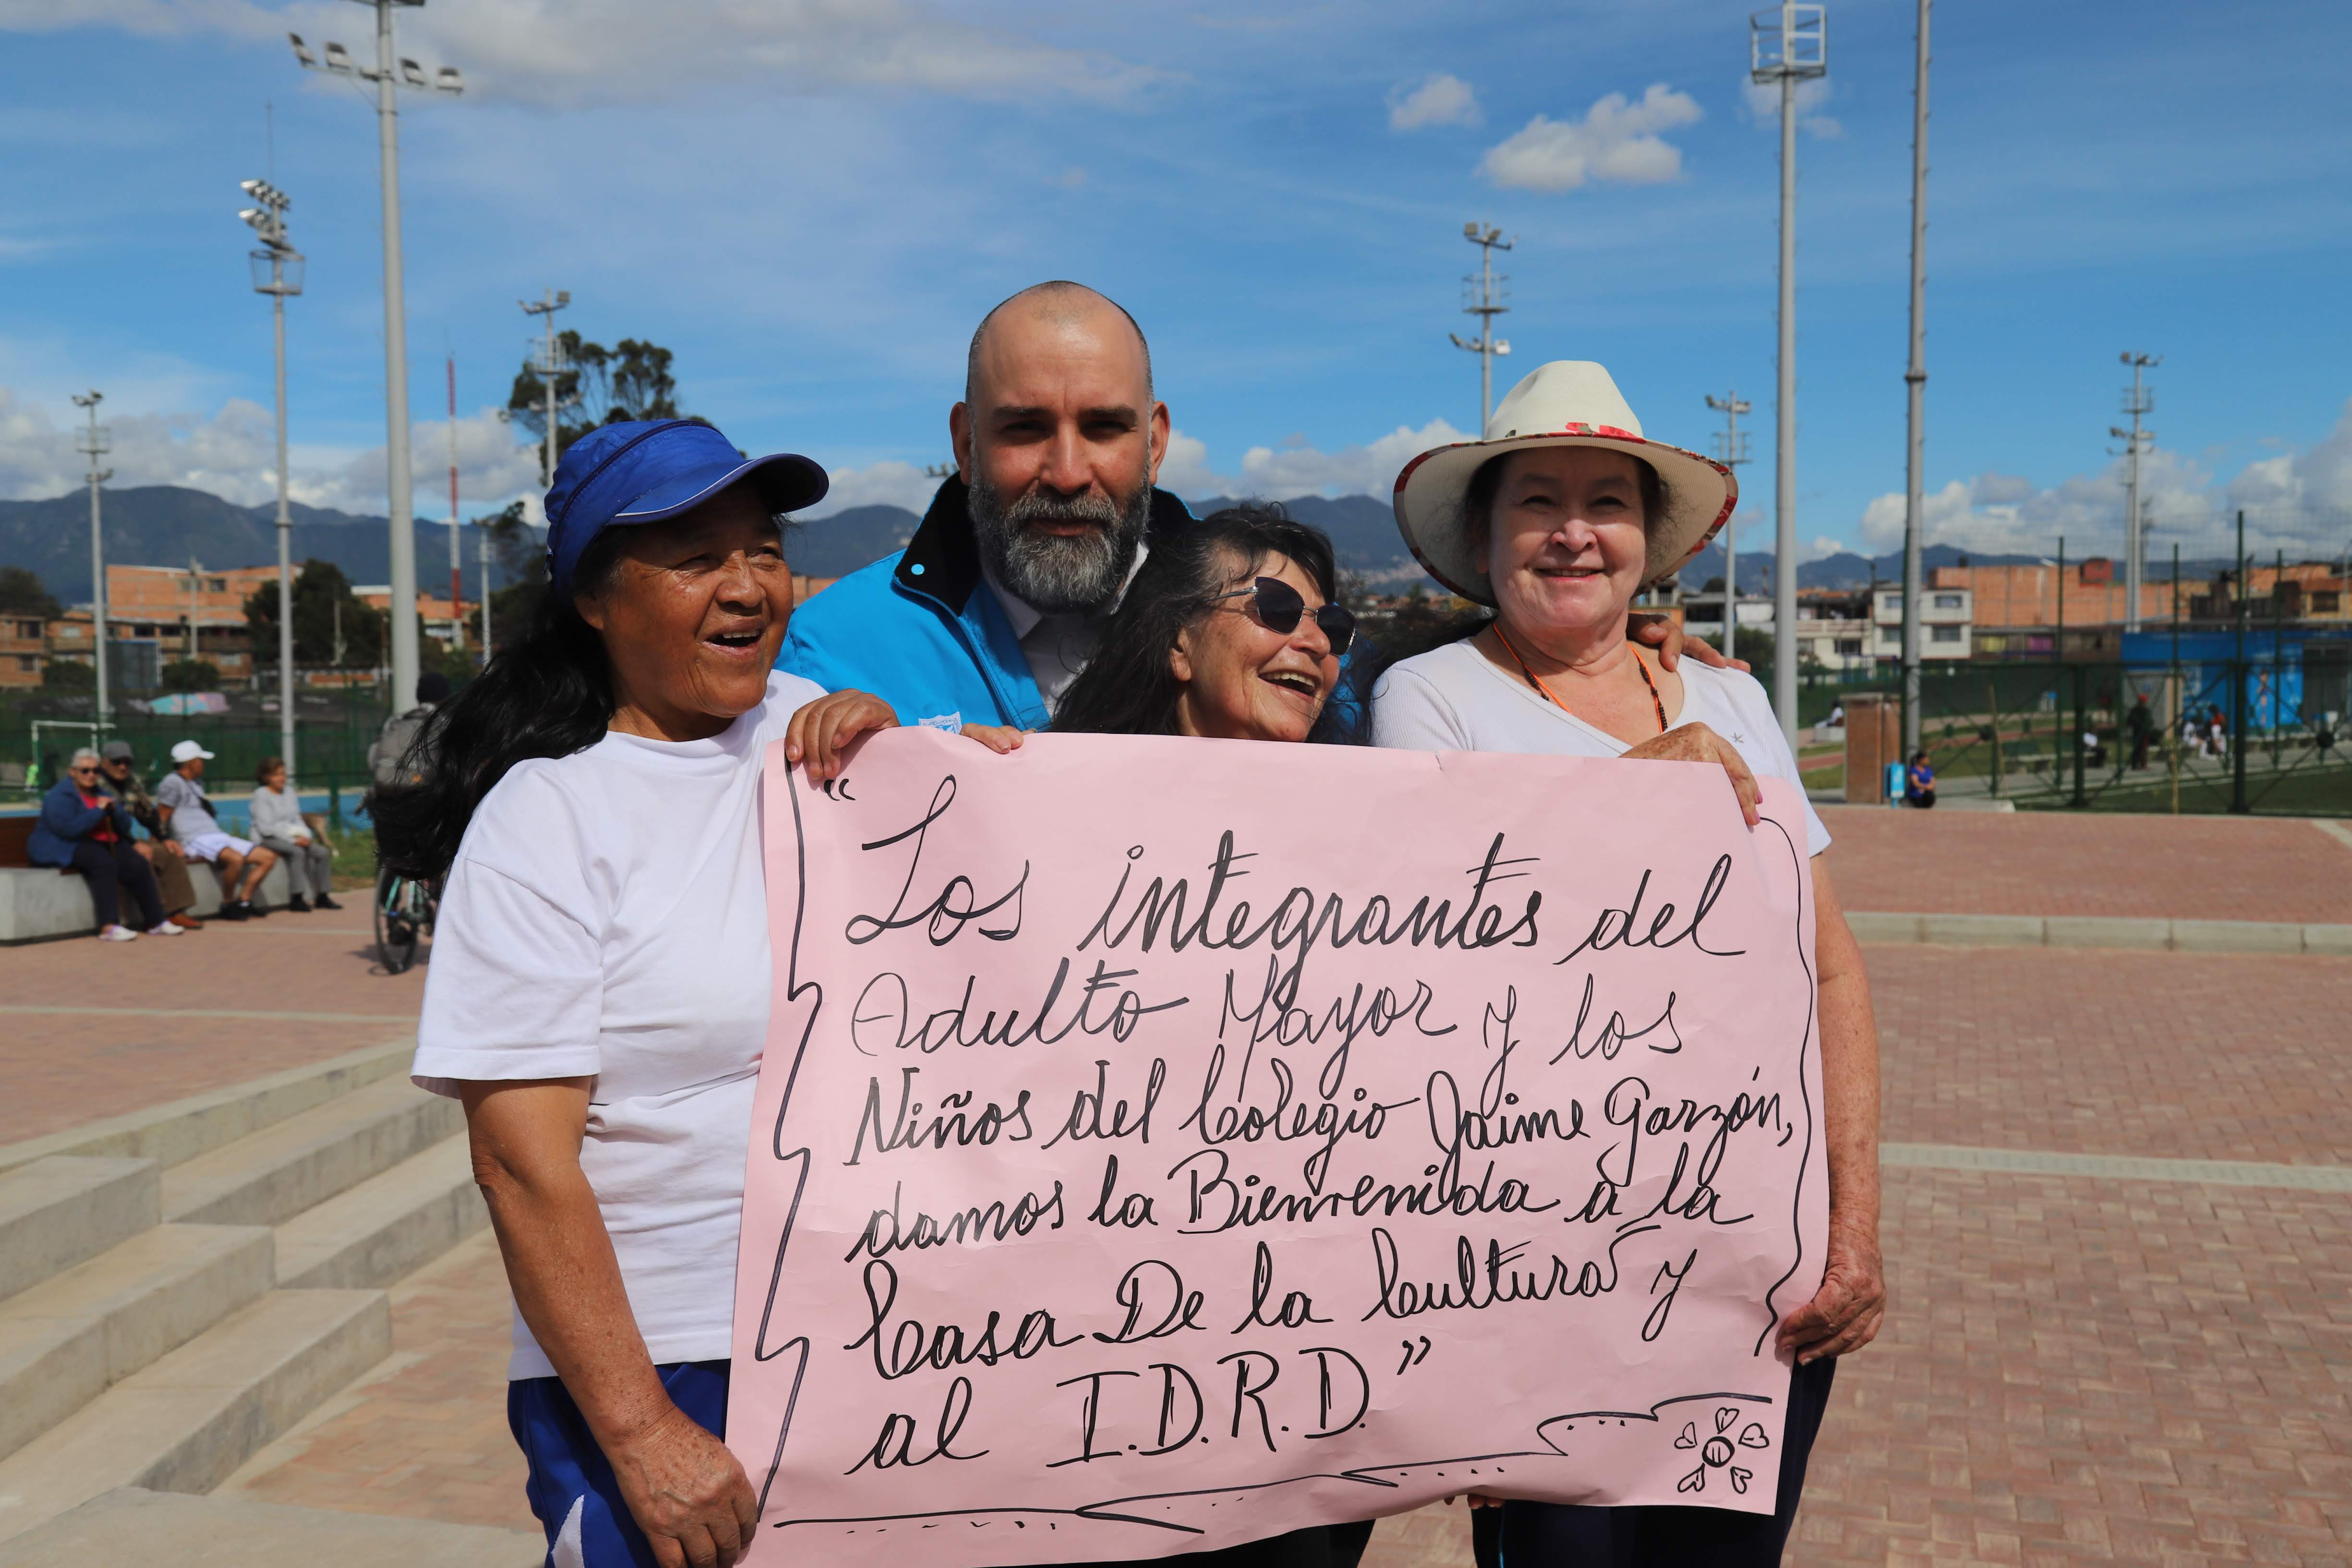 “Los integrantes del
Adulto Mayor y los
Niños del Colegio Jaime Garzón,
damos la Bienvenida a la
Casa De la Cultura y
al I.D.R.D.”